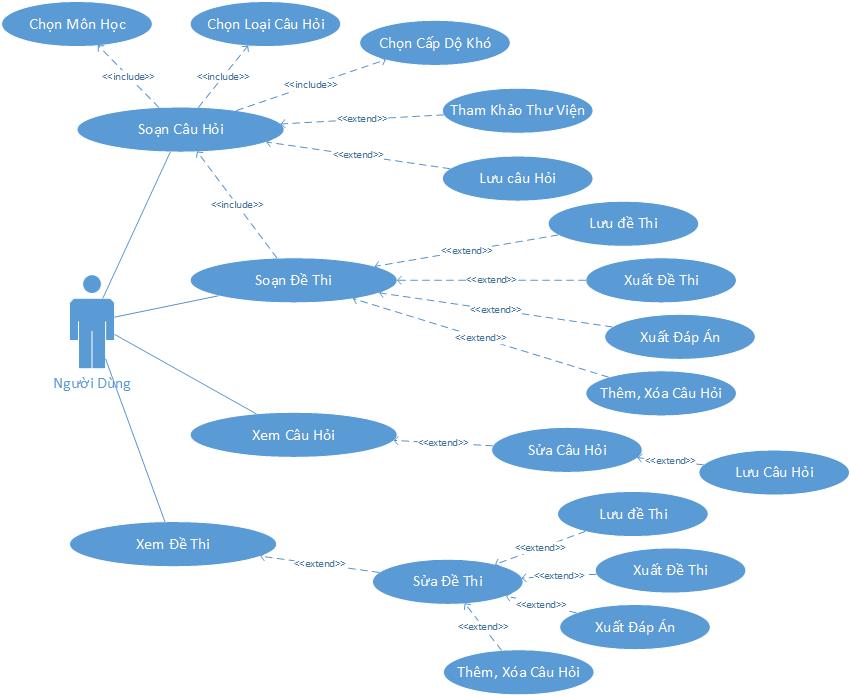 Chọn Môn Học
Chọn Loại Câu Hỏi
Chọn Cấp Dộ Khó
<<include>>
<<include>>
<<include>>
Tham Khảo Thư Viện
<<extend>>
Soạn Câu Hỏi
<<extend>>
Lưu câu Hỏi
<<include>>
Lưu đề Thi
<<extend>>
Soạn Đề Thi
<<extend>>
Xuất Đề Thi
<<extend>>
Xuất Đáp Án
<<extend>>
Người Dùng
Thêm, Xóa Câu Hỏi
Xem Câu Hỏi
<<extend>>
Sửa Câu Hỏi
<<extend>>
Lưu Câu Hỏi
Lưu đề Thi
Xem Đề Thi
<<extend>>
<<extend>>
Sửa Đề Thi
<<extend>>
Xuất Đề Thi
<<extend>>
Xuất Đáp Án
<<extend>>
Thêm, Xóa Câu Hỏi